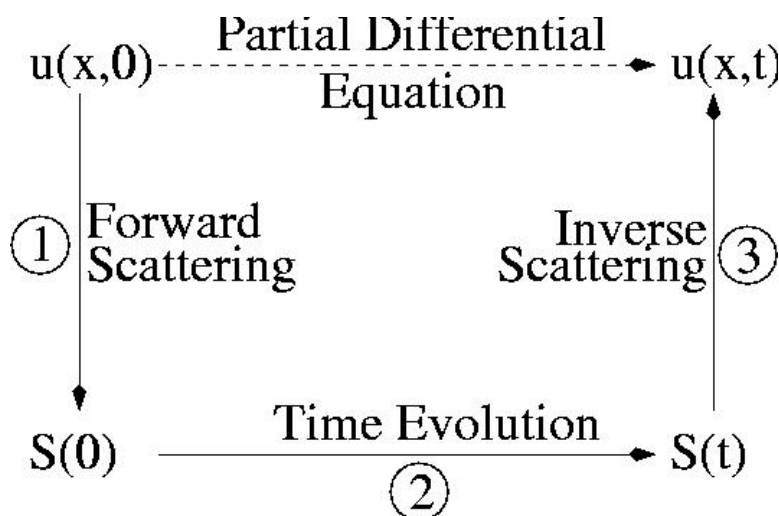 Partial Differential
u(x,0)
u(x,t)
Equation
1
Forward
Scattering
Inverse
Scattering
3
S(0)
Time Evolution
S(t)
2